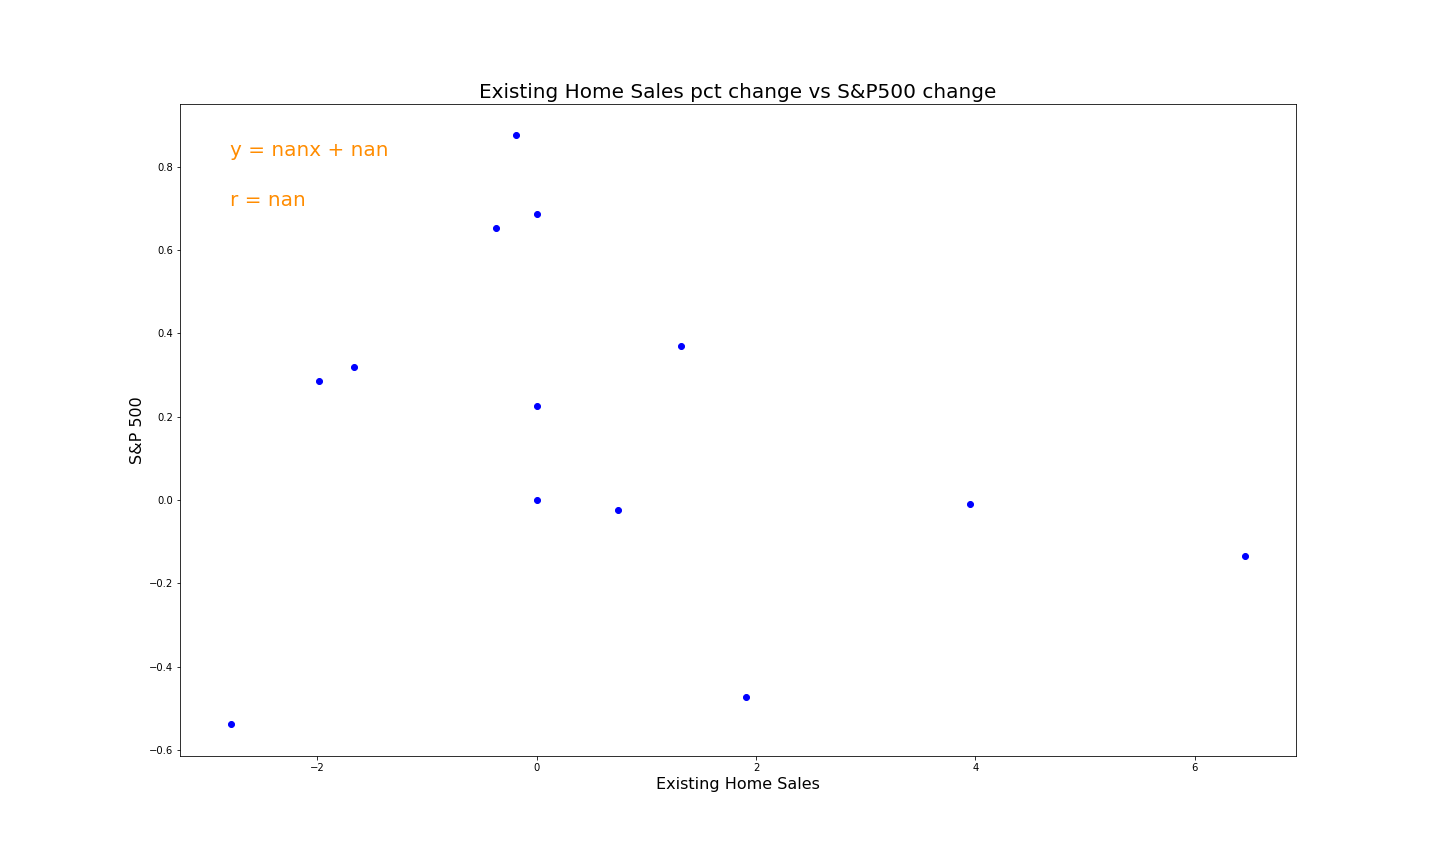 Existing Home Sales pct change vs S&P500 change
y = nanx + nan
r = nan
0.8
0.6
0.4
0.2
0.0
−0.2
−0.4
−0.6
S&P 500
−2
0
2
4
6
Existing Home Sales